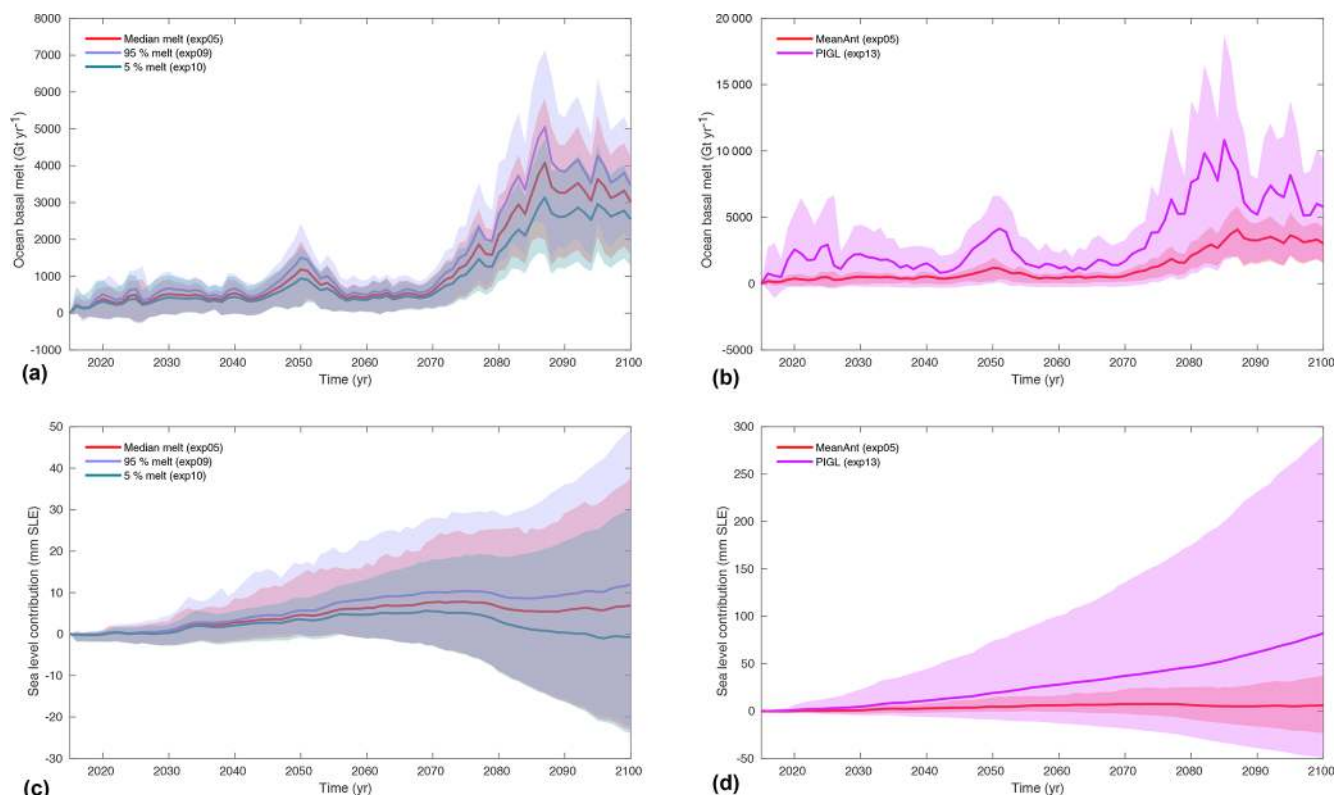 8000
7000
6000
5000
4000
3000
2000
1000
0
-1000
Ocean basal melt (Gt yr⁻¹)
Median melt (exp05)
95 % melt (exp09)
5 % melt (exp10)
2020 2030 2040 2050 2060 2070 2080 2090 2100
Time (yr)
(a)
20 000
15 000
10 000
5000
0
-5000
Ocean basal melt (Gt yr⁻¹)
MeanAnt (exp05)
PIGL (exp13)
2020 2030 2040 2050 2060 2070 2080 2090 2100
Time (yr)
(b)
50
40
30
20
10
0
-10
-20
-30
Sea level contribution (mm SLE)
Median melt (exp05)
95 % melt (exp09)
5 % melt (exp10)
2020 2030 2040 2050 2060 2070 2080 2090 2100
Time (yr)
(c)
300
250
200
150
100
50
0
-50
Sea level contribution (mm SLE)
MeanAnt (exp05)
PIGL (exp13)
2020 2030 2040 2050 2060 2070 2080 2090 2100
Time (yr)
(d)